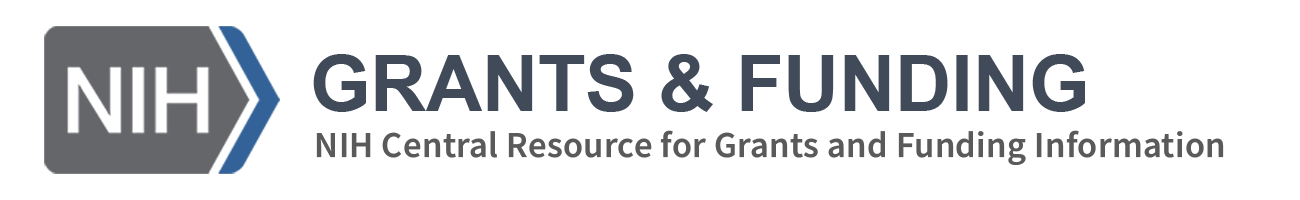 NIH
GRANTS & FUNDING
NIH Central Resource for Grants and Funding Information